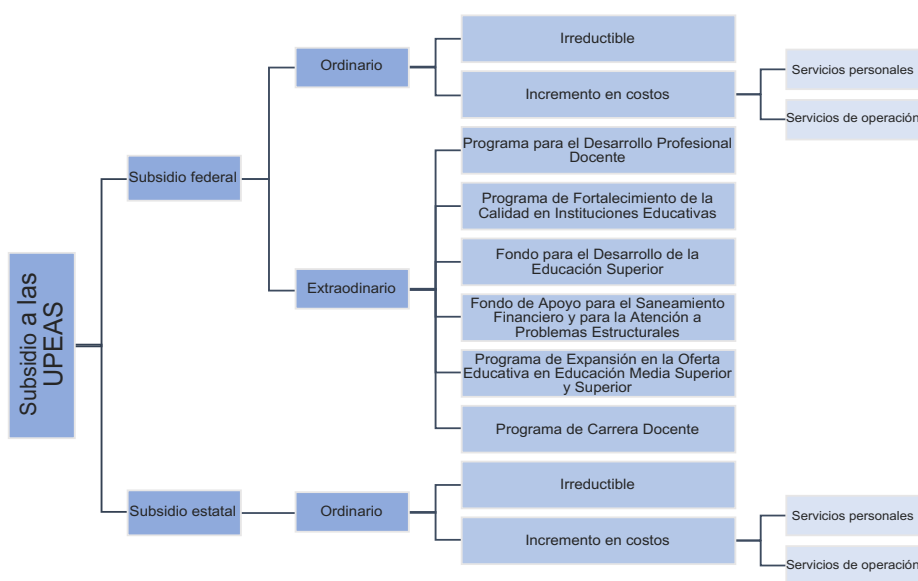 Subsidio a las
UPEAS
Subsidio federal
Ordinario
Irreductible
Incremento en costos
Servicios personales
Servicios de operación
Extraodinario
Programa para el Desarrollo Profesional
Docente
Programa de Fortalecimiento de la
Calidad en Instituciones Educativas
Fondo para el Desarrollo de la
Educación Superior
Fondo de Apoyo para el Saneamiento
Financiero y para la Atención a
Problemas Estructurales
Programa de Expansión en la Oferta
Educativa en Educación Media Superior
y Superior
Programa de Carrera Docente
Subsidio estatal
Ordinario
Irreductible
Incremento en costos
Servicios personales
Servicios de operación